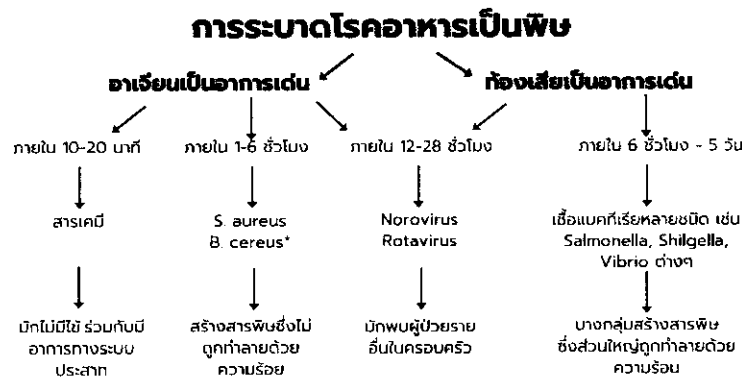 การระบาดโรคอาหารเป็นพิษ
อาเจียนเป็นอาการเด่น
ท้องเสียเป็นอาการเด่น
ภายใน 10-20 นาที
ภายใน 1-6 ชั่วโมง
ภายใน 12-28 ชั่วโมง
ภายใน 6 ชั่วโมง - 5 วัน
สารเคมี
S. aureus
B. cereus*
Norovirus
Rotavirus
เชื้อแบคทีเรียหลายชนิด เช่น
Salmonella, Shilgella,
Vibrio ต่างๆ
มักไม่มีไข้ ร่วมกับมี
อาการทางระบบ
ประสาท
สร้างสารพิษซึ่งไม่
ถูกทำลายด้วย
ความร้อย
มักพบผู้ป่วยราย
อื่นในครอบครัว
บางกลุ่มสร้างสารพิษ
ซึ่งส่วนใหญ่ถูกทำลายด้วย
ความร้อน